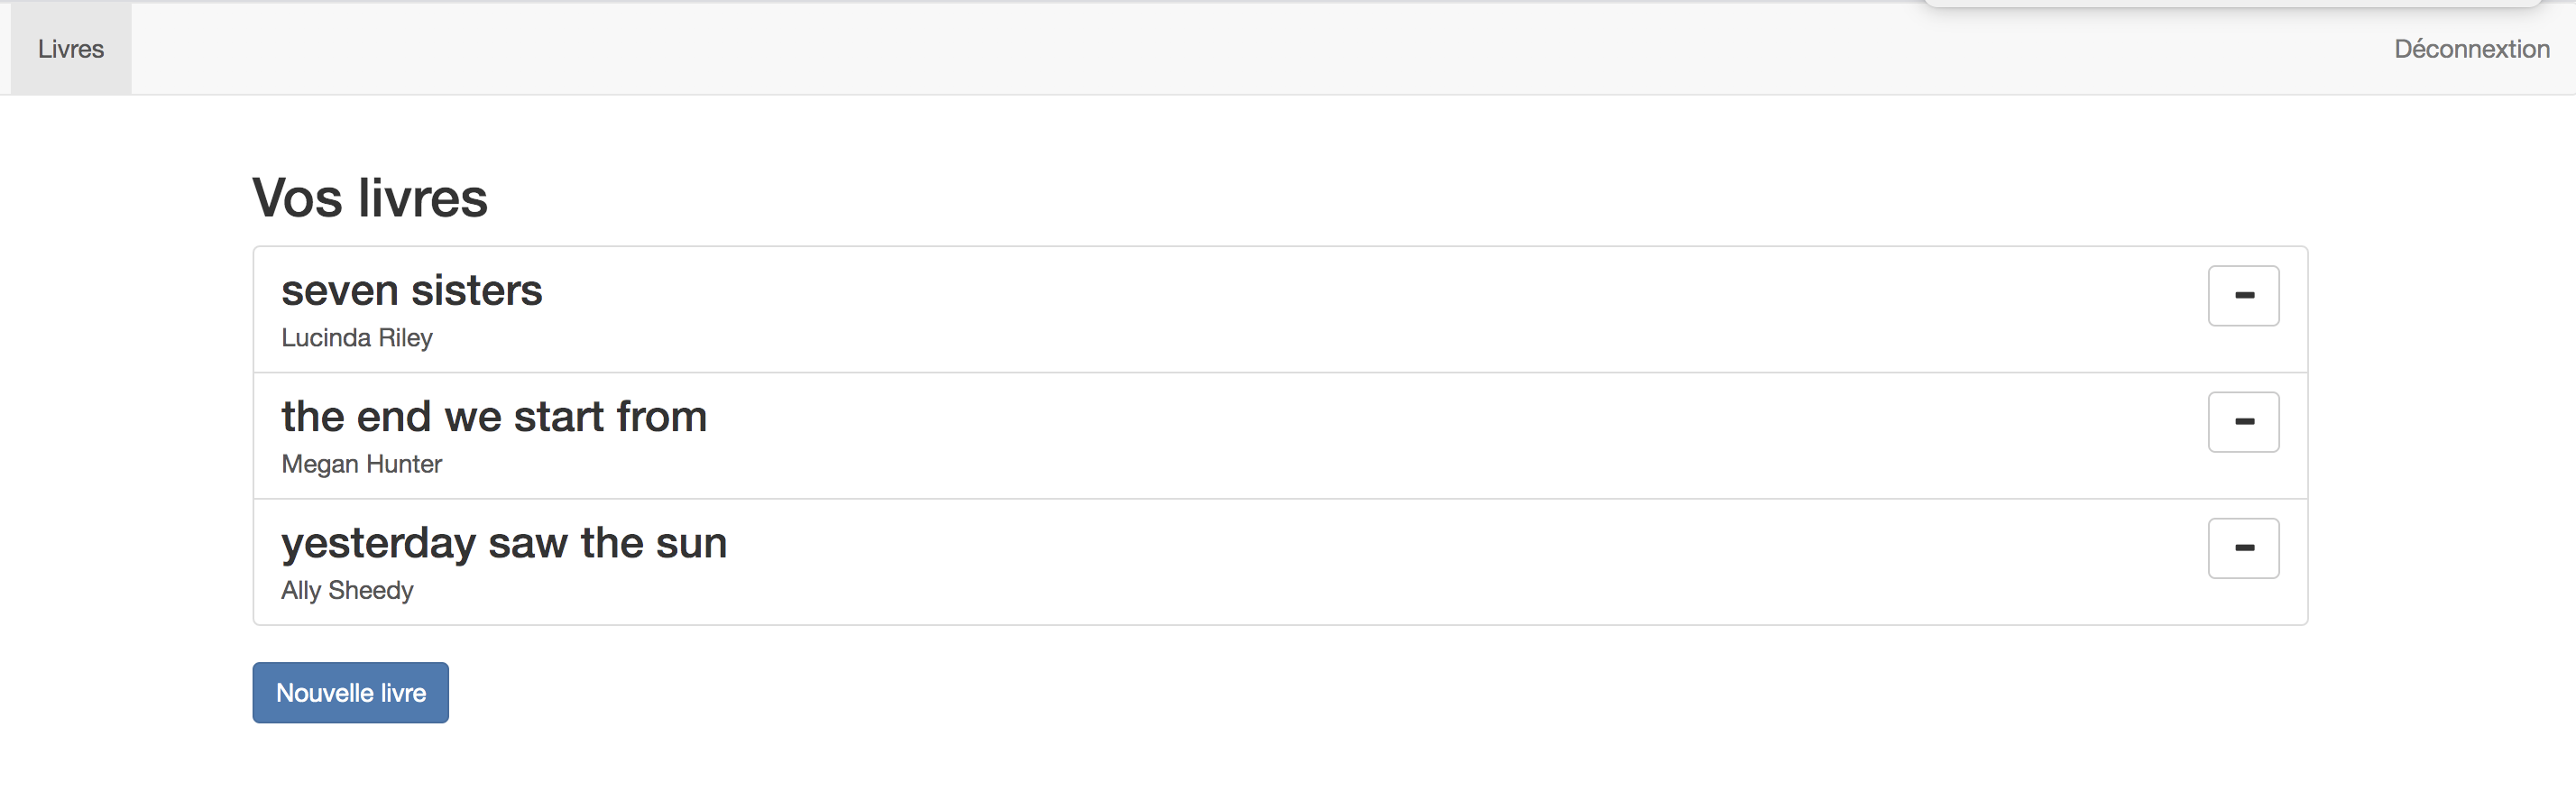 Livres
Déconnextion
Vos livres
seven sisters
Lucinda Riley
the end we start from
Megan Hunter
yesterday saw the sun
Ally Sheedy
Nouvelle livre